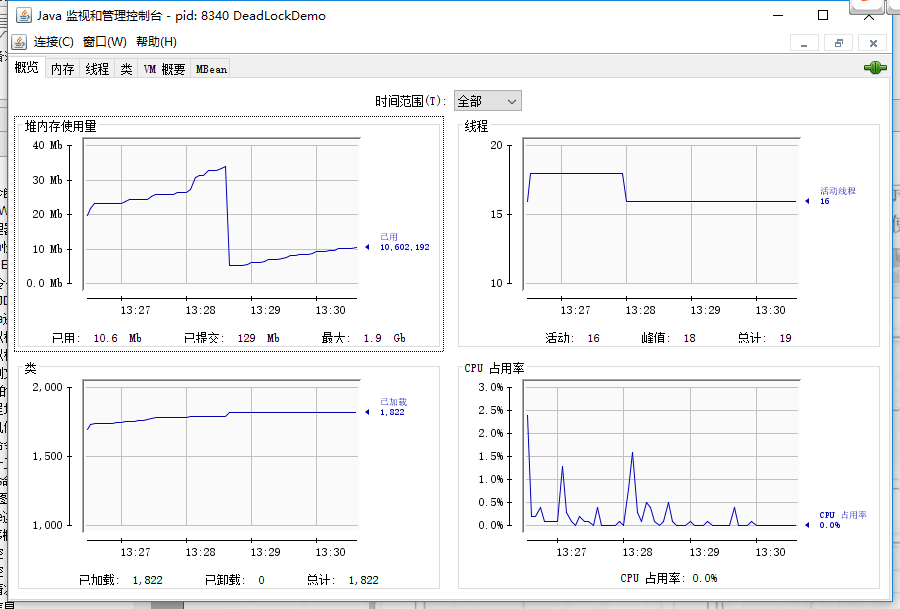 Java 监视和管理控制台 - pid: 8340 DeadLockDemo
连接(C) 窗口(W) 帮助(H)
概览 内存 线程 类 VM 概要 MBean
时间范围(T): 全部
堆内存使用量
40 Mb
30 Mb
20 Mb
10 Mb
0.0 Mb
已用
10,602,192
13:27 13:28 13:29 13:30
已用: 10.6 Mb 已提交: 129 Mb 最大: 1.9 Gb
线程
20
15
10
活动线程
16
13:27 13:28 13:29 13:30
活动: 16 峰值: 18 总计: 19
类
2,000
1,500
1,000
已加载
1,822
13:27 13:28 13:29 13:30
已加载: 1,822 已卸载: 0 总计: 1,822
CPU 占用率
3.0%
2.5%
2.0%
1.5%
1.0%
0.5%
0.0%
CPU 占用率
0.0%
13:27 13:28 13:29 13:30
CPU 占用率: 0.0%